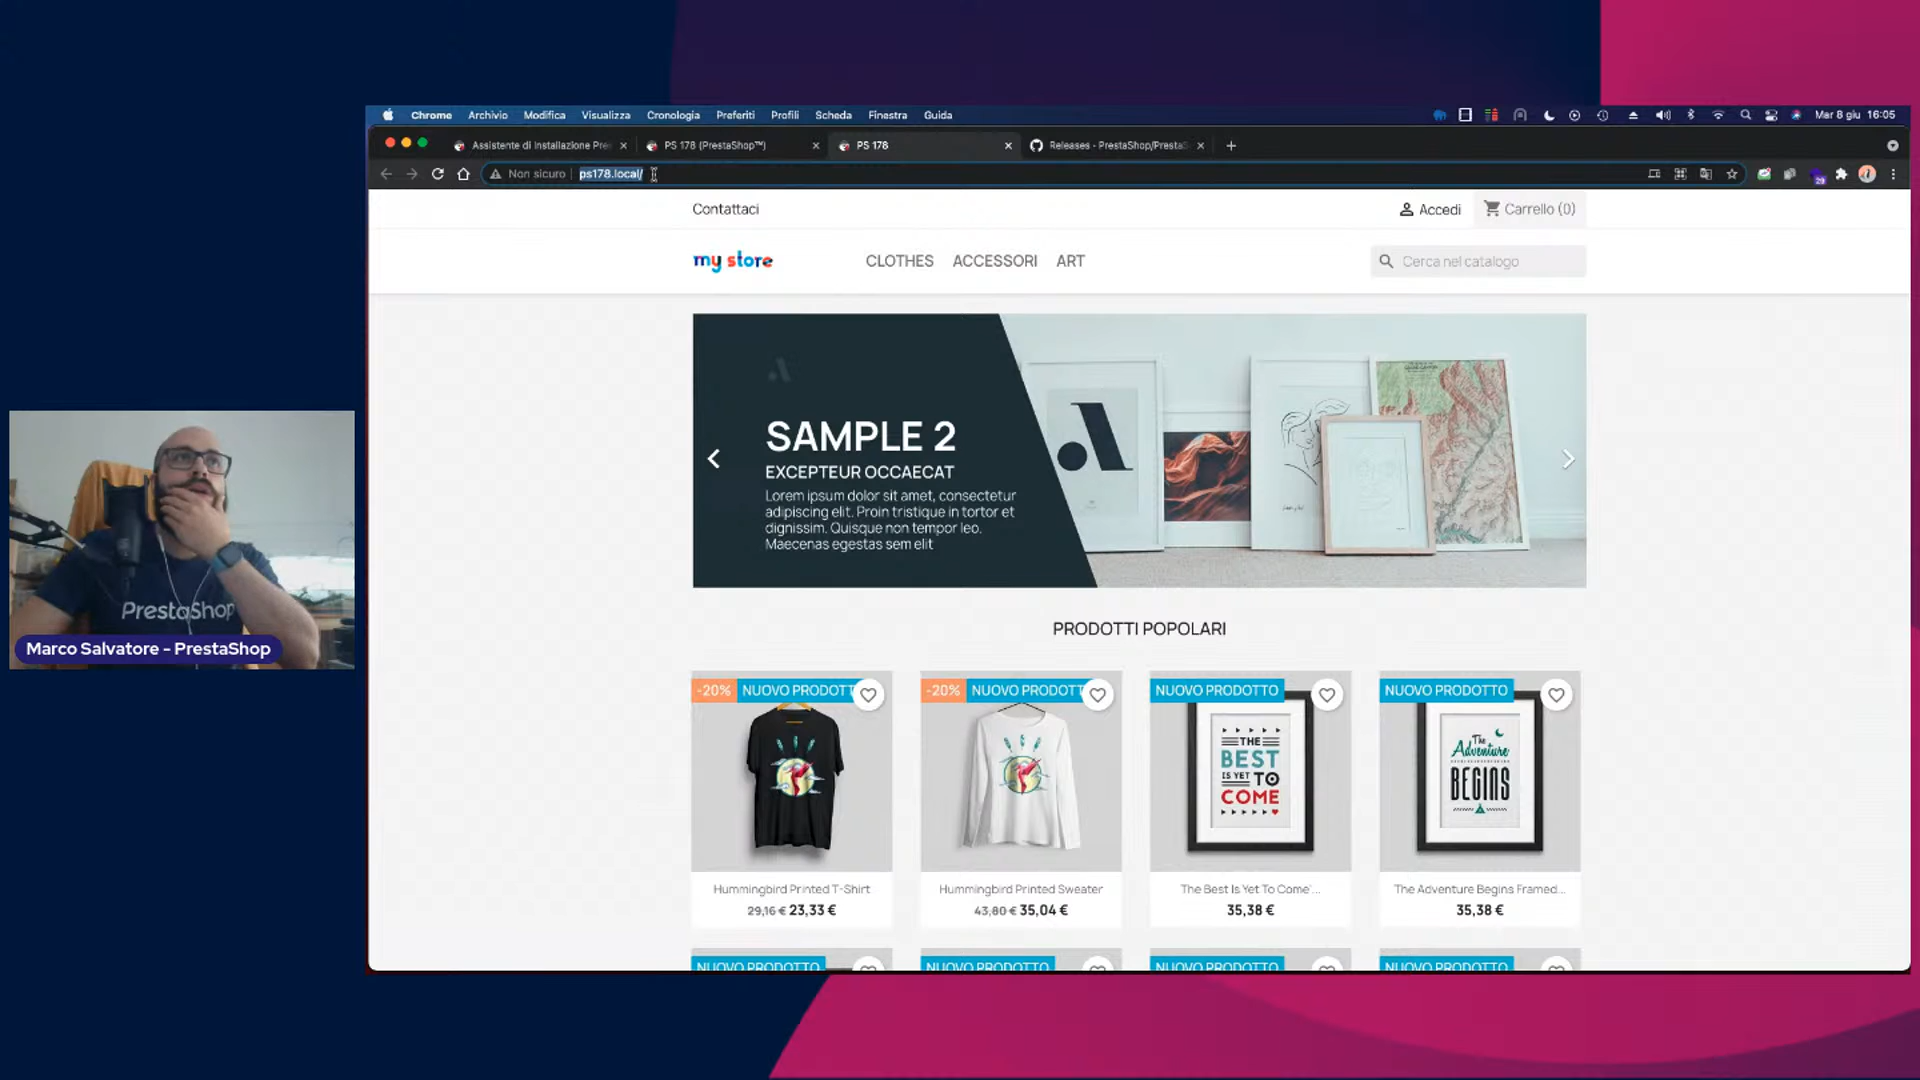 Chrome Archivio Modifica Visualizza Cronologia Preferiti Profili Scheda Finestra Guida Mar 8 giu 16:05
Assistente di Installazione Pre PS 178 (PrestaShop™) PS 178 Releases · PrestaShop/PrestaS
Non sicuro ps178.local/ 29
Contattaci Accedi Carrello (0)
my store CLOTHES ACCESSORI ART Cerca nel catalogo
SAMPLE 2
EXCEPTEUR OCCAECAT
Lorem ipsum dolor sit amet, consectetur
adipiscing elit. Proin tristique in tortor et
dignissim. Quisque non tempor leo.
Maecenas egestas sem elit
PrestaShop
Marco Salvatore - PrestaShop
PRODOTTI POPOLARI
-20% NUOVO PRODOTT -20% NUOVO PRODOTT NUOVO PRODOTTO NUOVO PRODOTTO
THE
BEST
IS YET TO
COME
The
Adventure
BEGINS
Hummingbird Printed T-Shirt Hummingbird Printed Sweater The Best Is Yet To Come'... The Adventure Begins Framed...
29,16 € 23,33 € 43,80 € 35,04 € 35,38 € 35,38 €
NUOVO PRODOTTO NUOVO PRODOTTO NUOVO PRODOTTO NUOVO PRODOTTO